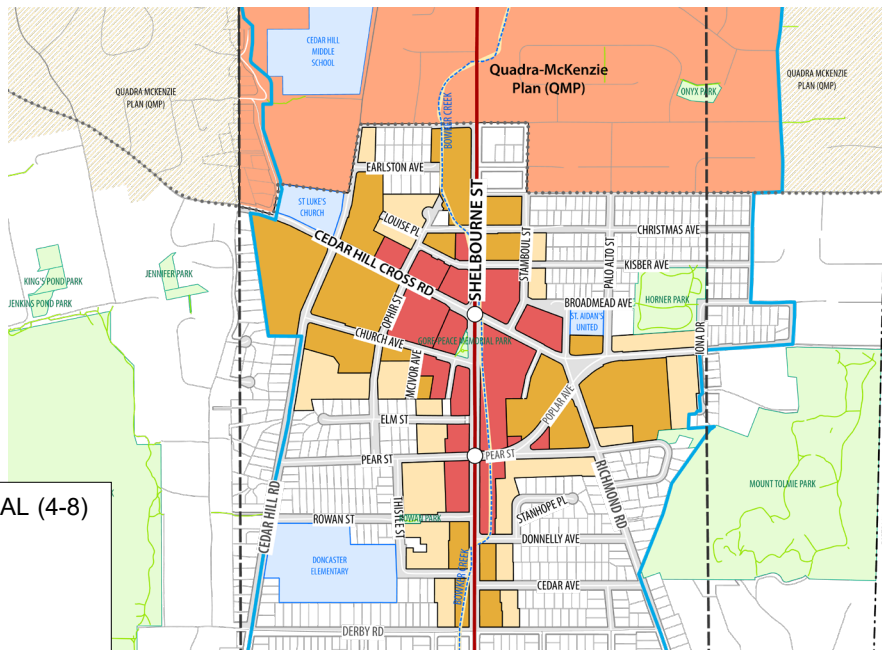 CEDAR HILL
MIDDLE
SCHOOL
Quadra-McKenzie
Plan (QMP)
QUADRA MCKENZIE
PLAN (QMP)
ONYX PARK
QUADRA MCKENZIE
PLAN (QMP)
BOWKER CREEK
EARLSTON AVE
ST LUKE'S
CHURCH
CLOUISE PL
SHELBOURNE ST
STAMBOUL ST
CHRISTMAS AVE
PALO ALTO ST
KISBER AVE
CEDAR HILL CROSS RD
KING'S POND PARK
JENNIFER PARK
JENKINS POND PARK
OPHIR ST
BROADMEAD AVE
HORNER PARK
ST. AIDAN'S
UNITED
CHURCH AVE
GORE PEACE MEMORIAL PARK
IONA DR
MCIVOR AVE
POPLAR AVE
ELM ST
PEAR ST
PEAR ST
RICHMOND RD
MOUNT TOLMIE PARK
AL (4-8)
K
CEDAR HILL RD
THISTLE ST
STANHOPE PL
ROWAN ST
ROWAN PARK
DONNELLY AVE
DONCASTER
ELEMENTARY
BOWKER CREEK
CEDAR AVE
DERBY RD